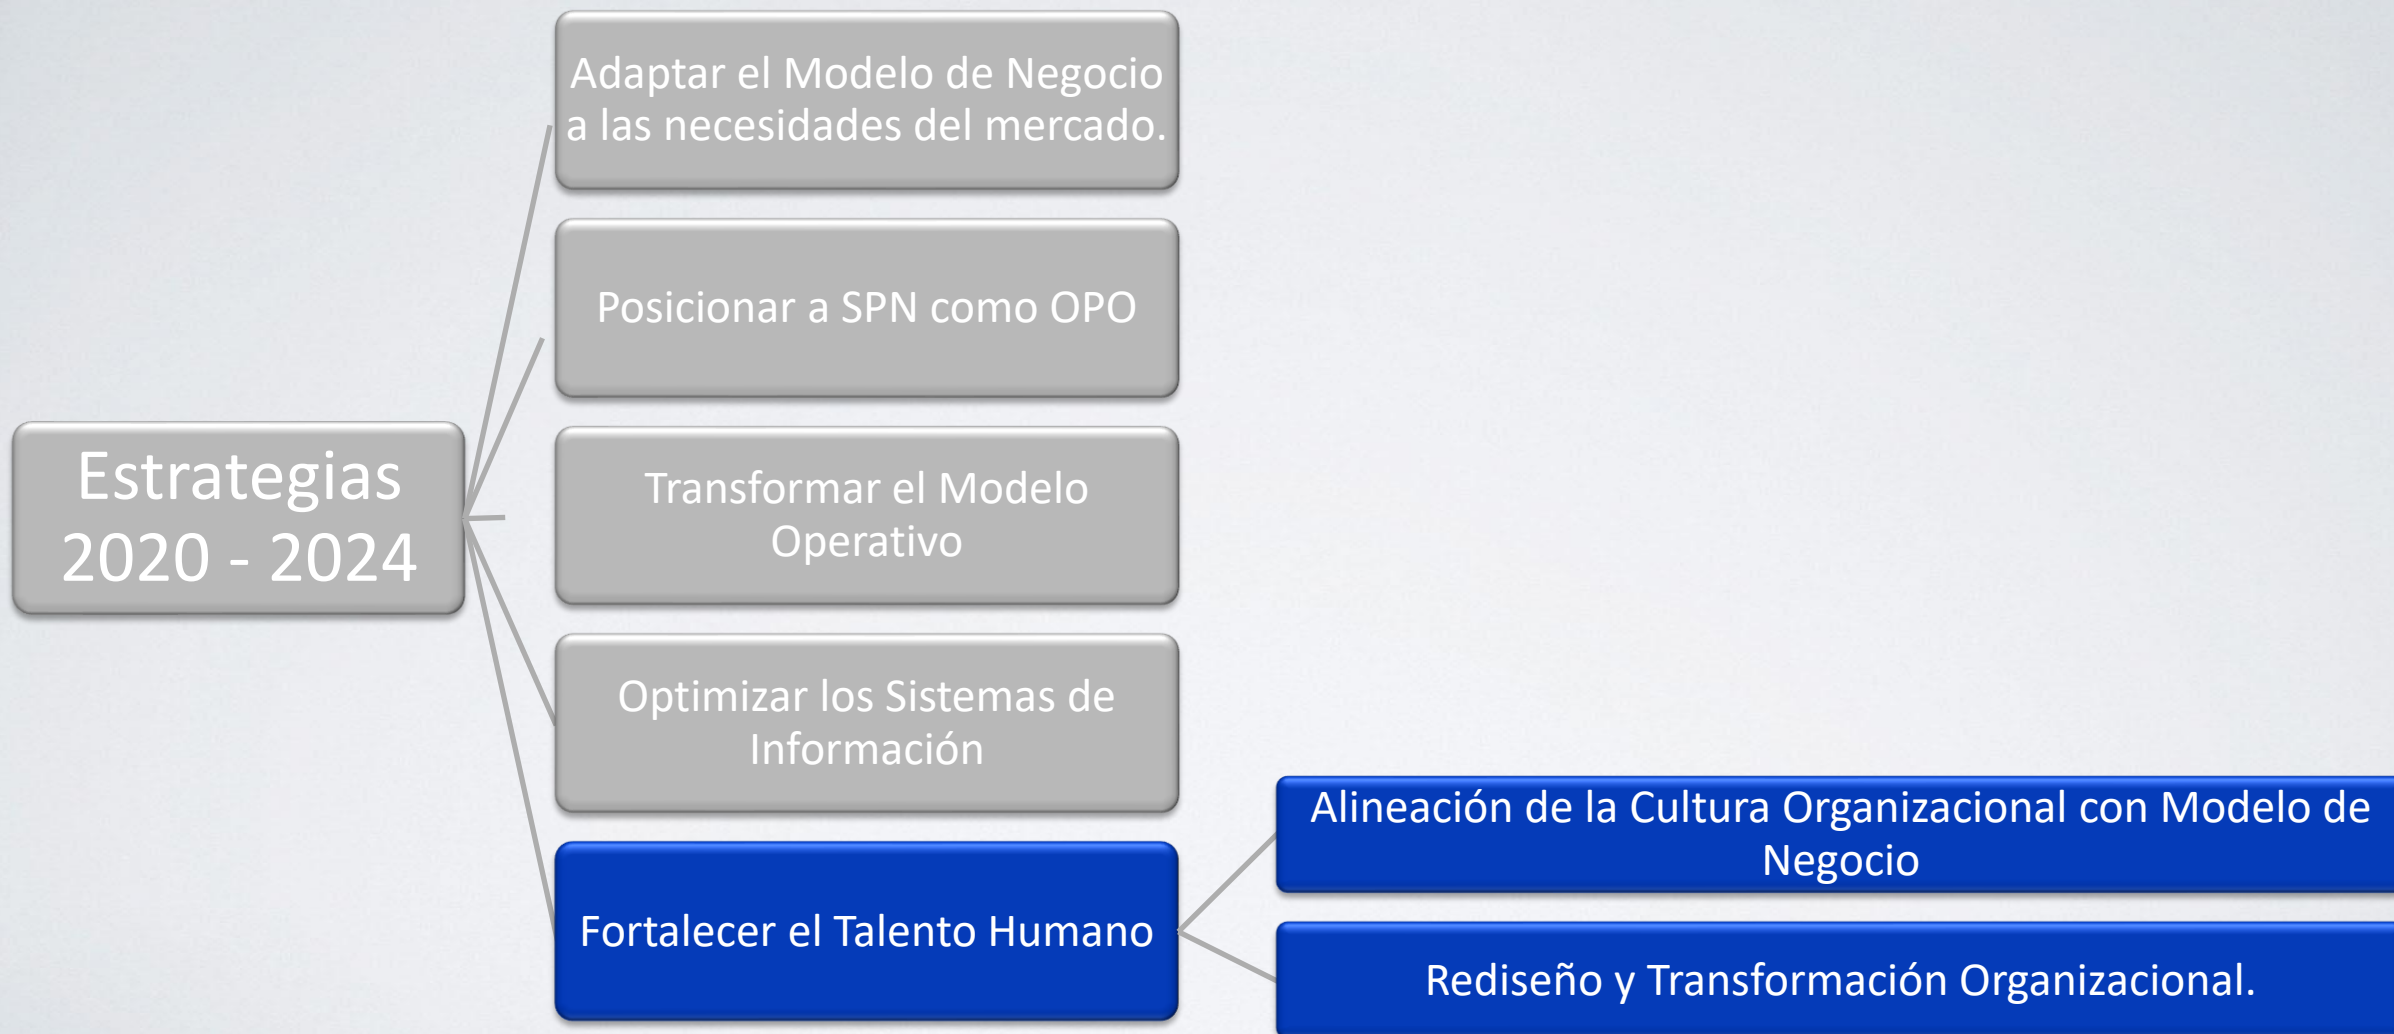 Adaptar el Modelo de Negocio
a las necesidades del mercado.
Posicionar a SPN como OPO
Estrategias
2020 - 2024
Transformar el Modelo
Operativo
Optimizar los Sistemas de
Información
Fortalecer el Talento Humano
Alineación de la Cultura Organizacional con Modelo de
Negocio
Rediseño y Transformación Organizacional.